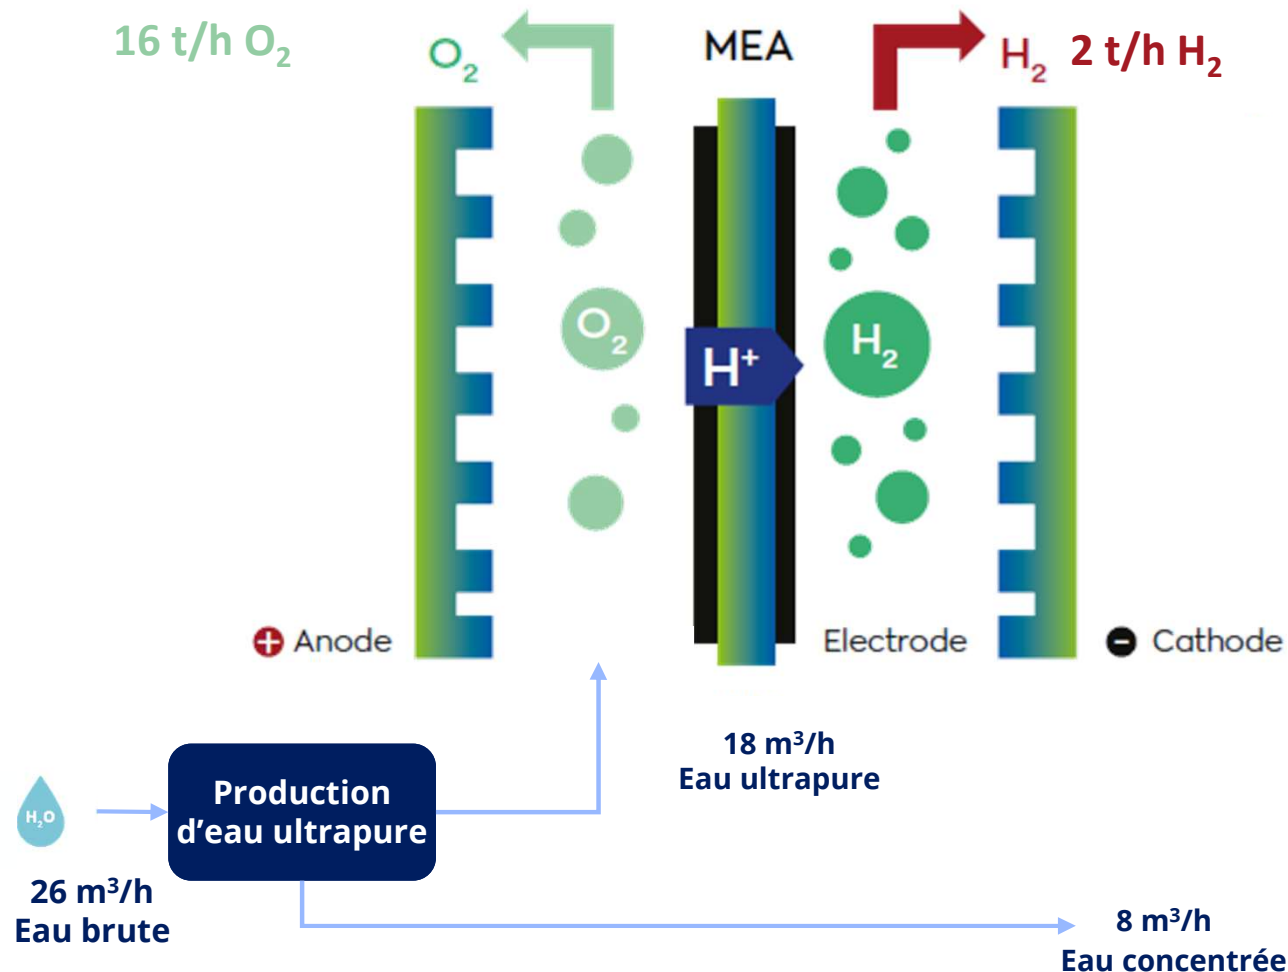 16 t/h O₂
O₂
MEA
H₂
2 t/h H₂
O₂
H⁺
H₂
+ Anode
Electrode
− Cathode
18 m³/h
Eau ultrapure
Production
d’eau ultrapure
H₂O
26 m³/h
Eau brute
8 m³/h
Eau concentrée